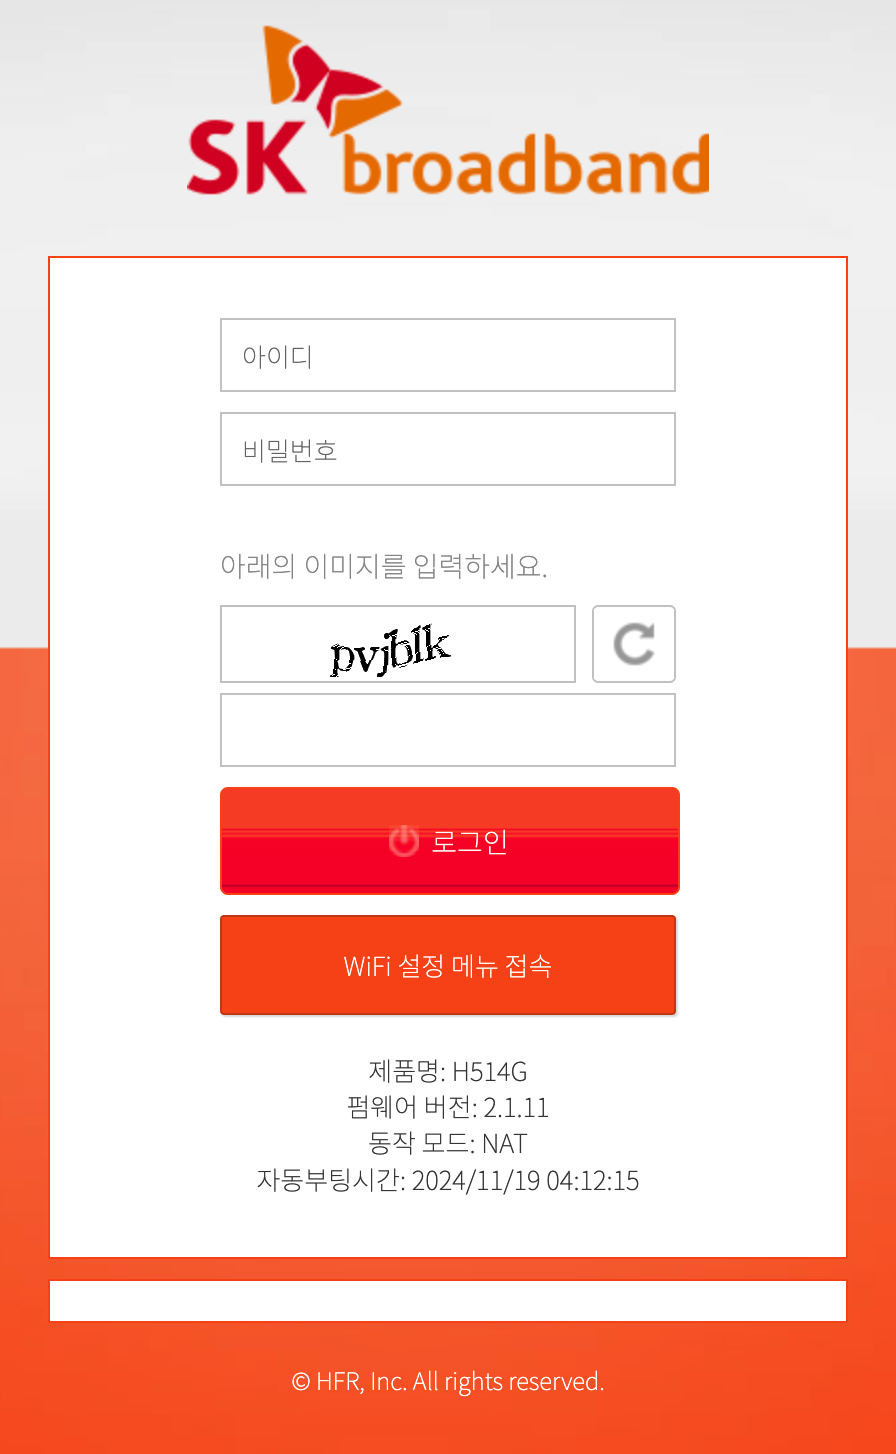 SK broadband
아이디
비밀번호
아래의 이미지를 입력하세요.
pvjblk
로그인
WiFi 설정 메뉴 접속
제품명: H514G
펌웨어 버전: 2.1.11
동작 모드: NAT
자동부팅시간: 2024/11/19 04:12:15
© HFR, Inc. All rights reserved.